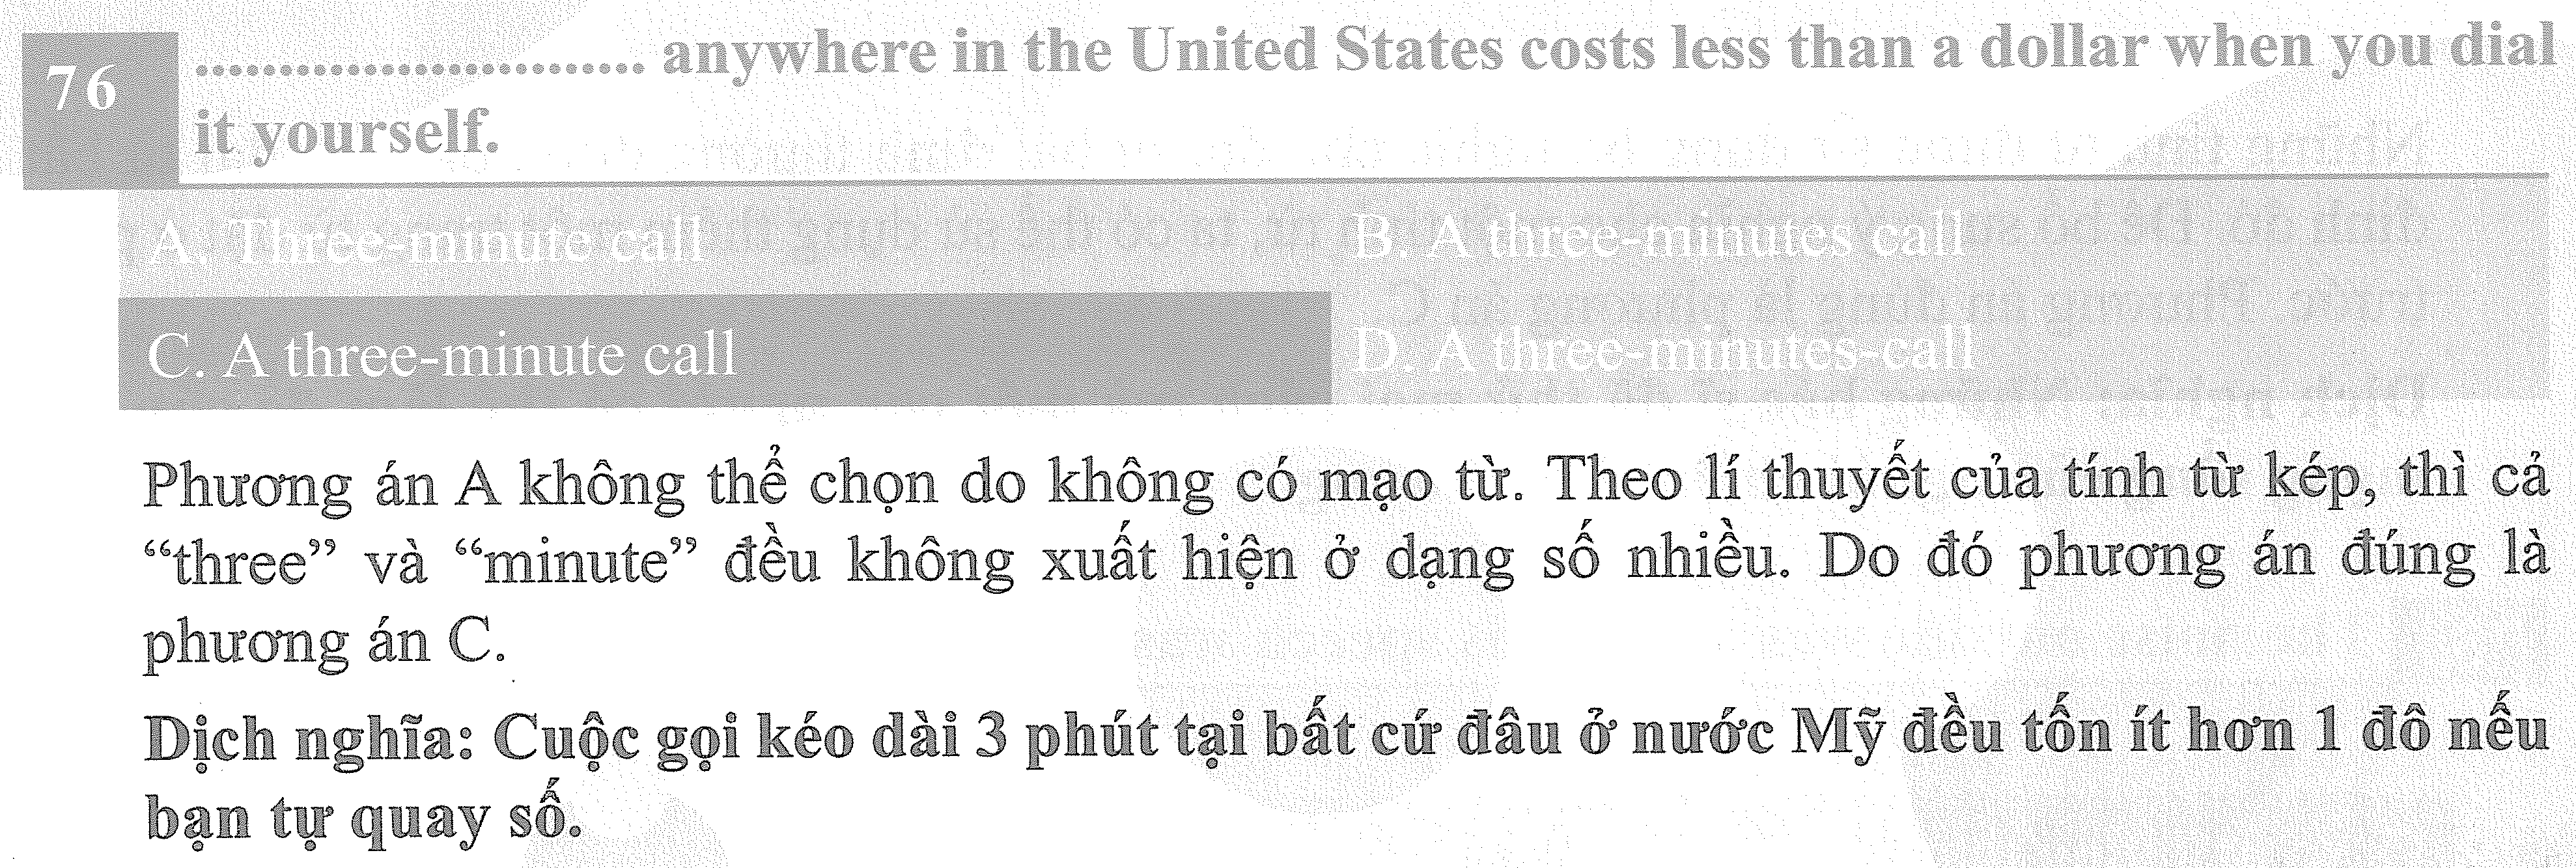 76 ........................... anywhere in the United States costs less than a dollar when you dial
it yourself.
A. Three-minute call B. A three-minutes call
C. A three-minute call D. A three-minutes-call
Phương án A không thể chọn do không có mạo từ. Theo lí thuyết của tính từ kép, thì cả
“three” và “minute” đều không xuất hiện ở dạng số nhiều. Do đó phương án đúng là
phương án C.
Dịch nghĩa: Cuộc gọi kéo dài 3 phút tại bất cứ đâu ở nước Mỹ đều tốn ít hơn 1 đô nếu
bạn tự quay số.